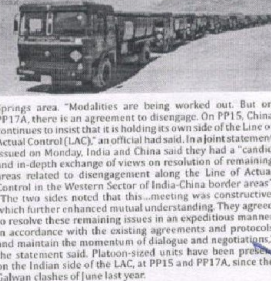 Springs area. "Modalities are being worked out. But on
PP17A, there is an agreement to disengage. On PP15, China
continues to insist that it is holding its own side of the Line of
Actual Control (LAC)," an official had said. In a joint statement
issued on Monday, India and China said they had a "candid
and in-depth exchange of views on resolution of remaining
areas related to disengagement along the Line of Actual
Control in the Western Sector of India-China border areas".
"The two sides noted that this...meeting was constructive,
which further enhanced mutual understanding. They agreed
to resolve these remaining issues in an expeditious manner
in accordance with the existing agreements and protocols
and maintain the momentum of dialogue and negotiations,"
the statement said. Platoon-sized units have been present
on the Indian side of the LAC, at PP15 and PP17A, since the
Galwan clashes of June last year.